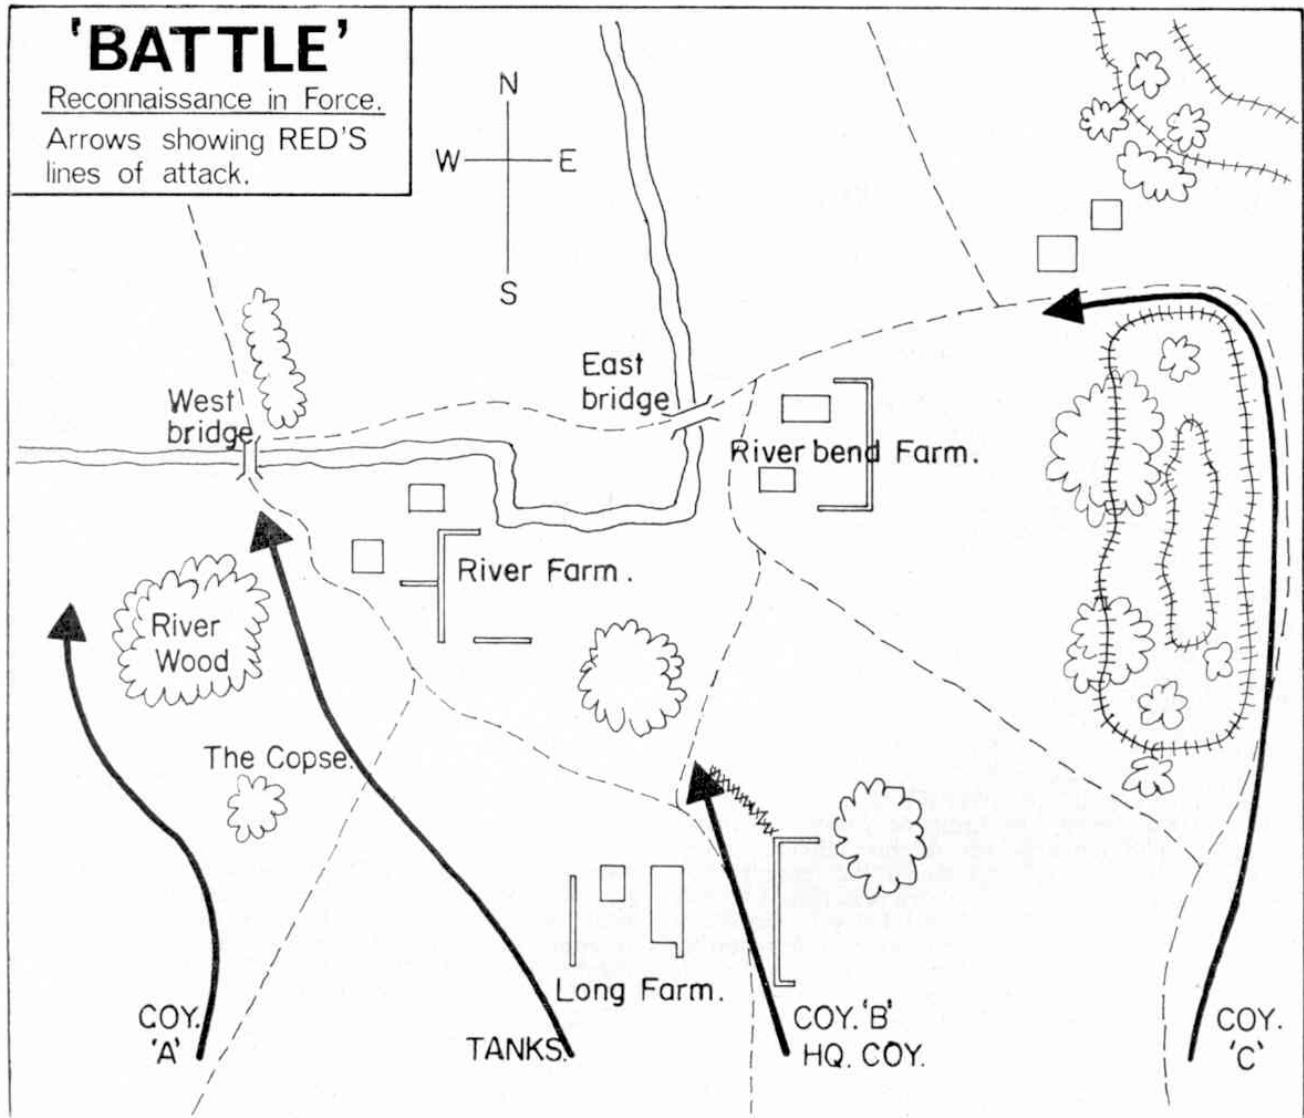 'BATTLE'
Reconnaissance in Force.
Arrows showing RED'S
lines of attack.
N
W E
S
West
bridge
East
bridge
River bend Farm.
River Farm.
River
Wood
The Copse.
Long Farm.
COY.
'A'
TANKS.
COY. 'B'
HQ. COY.
COY.
'C'